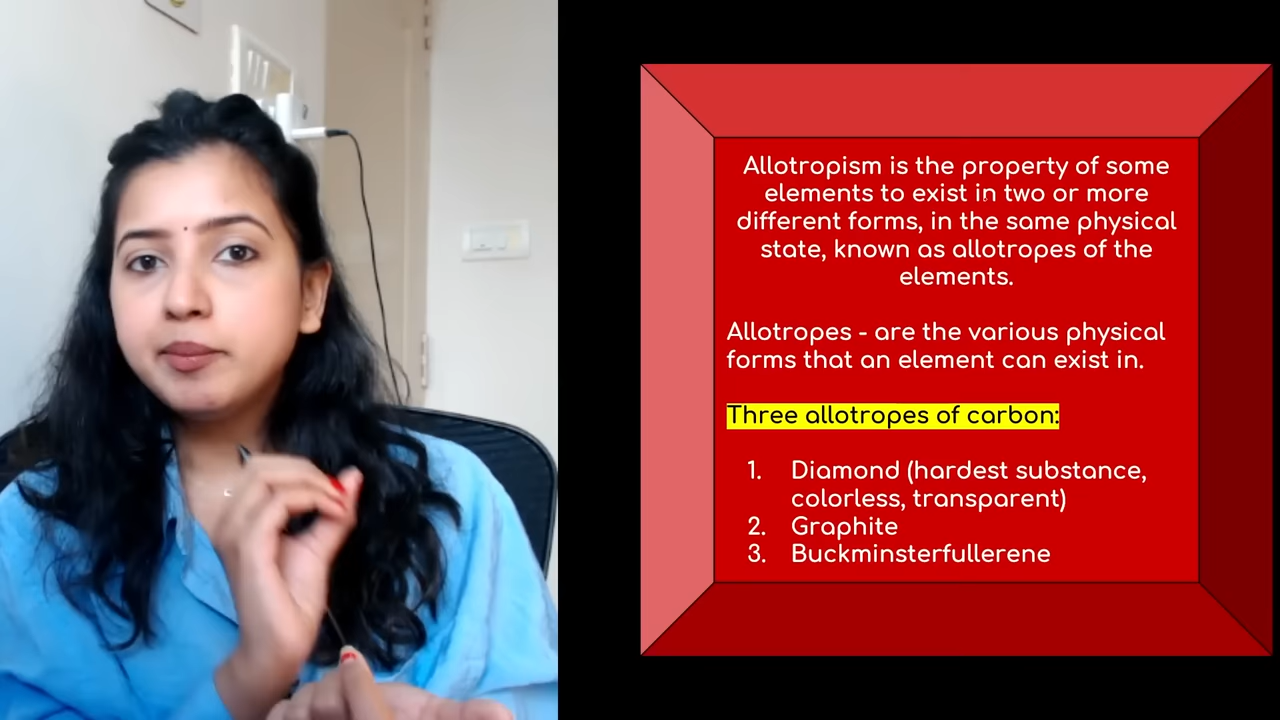 Allotropism is the property of some
elements to exist in two or more
different forms, in the same physical
state, known as allotropes of the
elements.
Allotropes - are the various physical
forms that an element can exist in.
Three allotropes of carbon:
1. Diamond (hardest substance,
colorless, transparent)
2. Graphite
3. Buckminsterfullerene